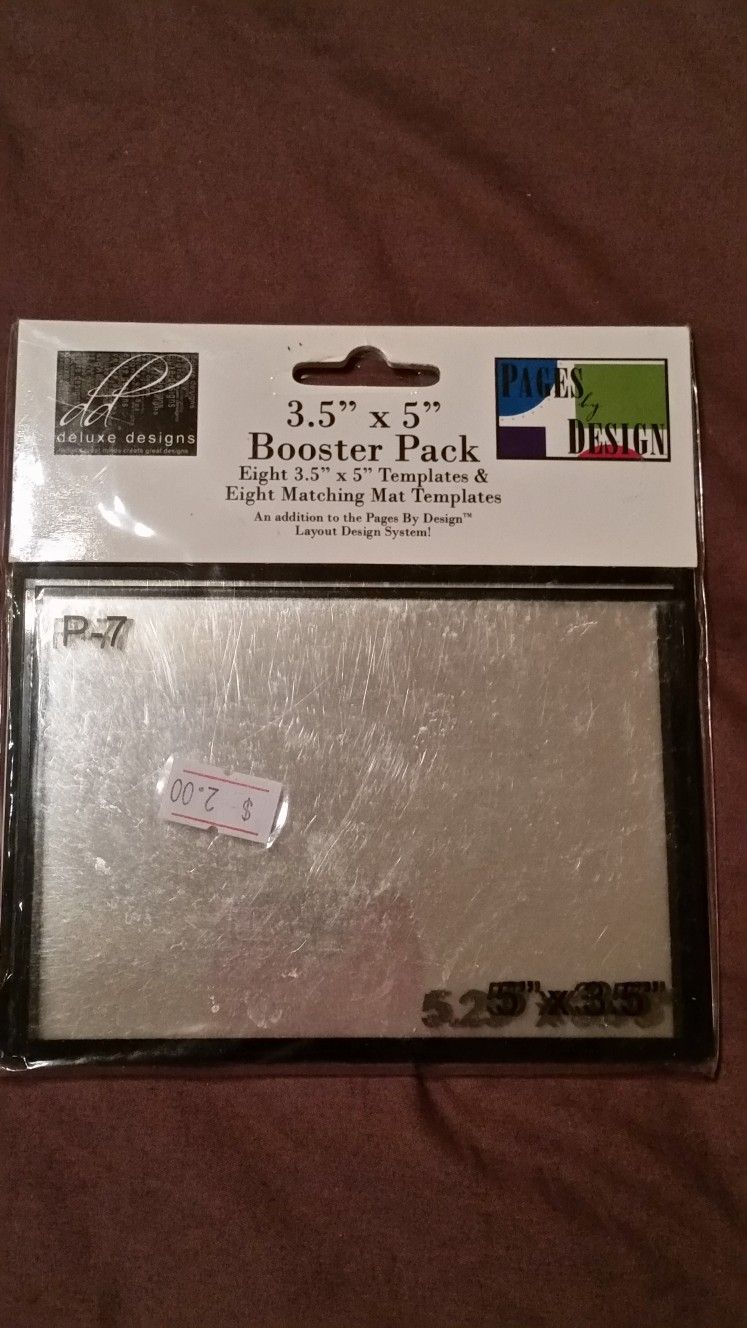 dd
deluxe designs
3.5” x 5”
Booster Pack
Eight 3.5” x 5” Templates &
Eight Matching Mat Templates
An addition to the Pages By Design™
Layout Design System!
PAGES
by
DESIGN
P-7
$ 2.00
5" x 3.5"